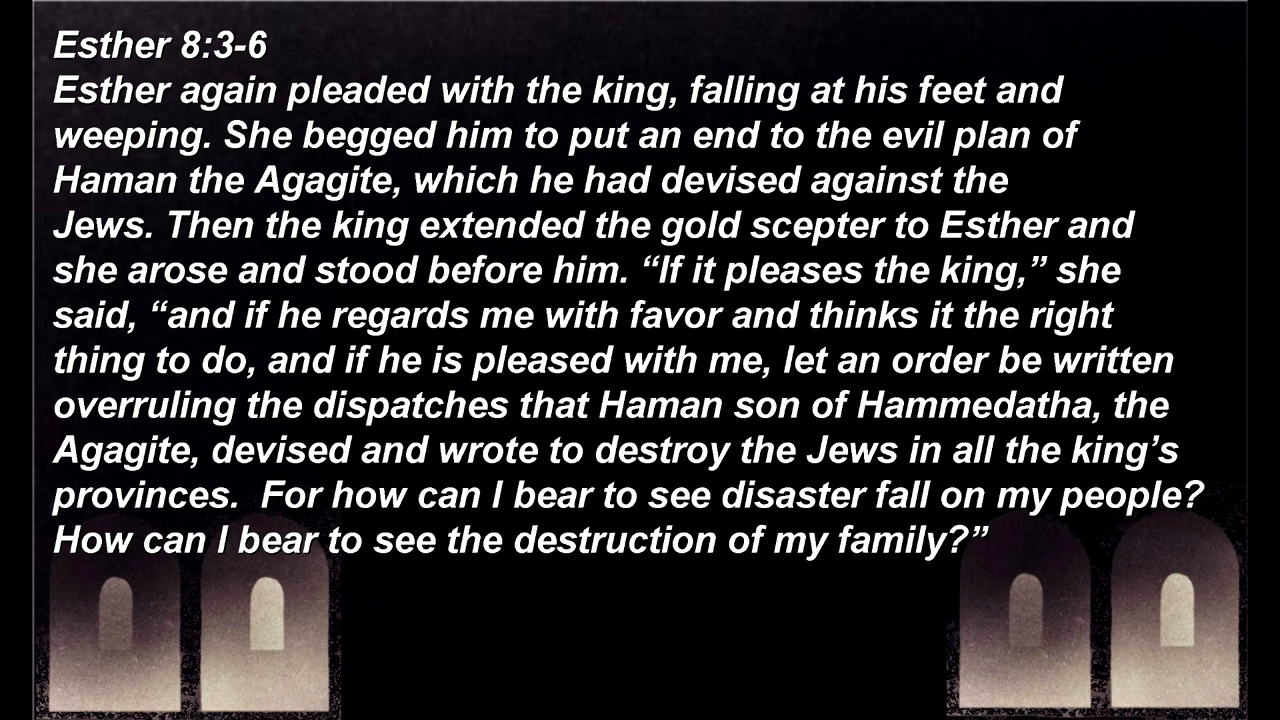 Esther 8:3-6
Esther again pleaded with the king, falling at his feet and
weeping. She begged him to put an end to the evil plan of
Haman the Agagite, which he had devised against the
Jews. Then the king extended the gold scepter to Esther and
she arose and stood before him. “If it pleases the king,” she
said, “and if he regards me with favor and thinks it the right
thing to do, and if he is pleased with me, let an order be written
overruling the dispatches that Haman son of Hammedatha, the
Agagite, devised and wrote to destroy the Jews in all the king’s
provinces.  For how can I bear to see disaster fall on my people?
How can I bear to see the destruction of my family?”